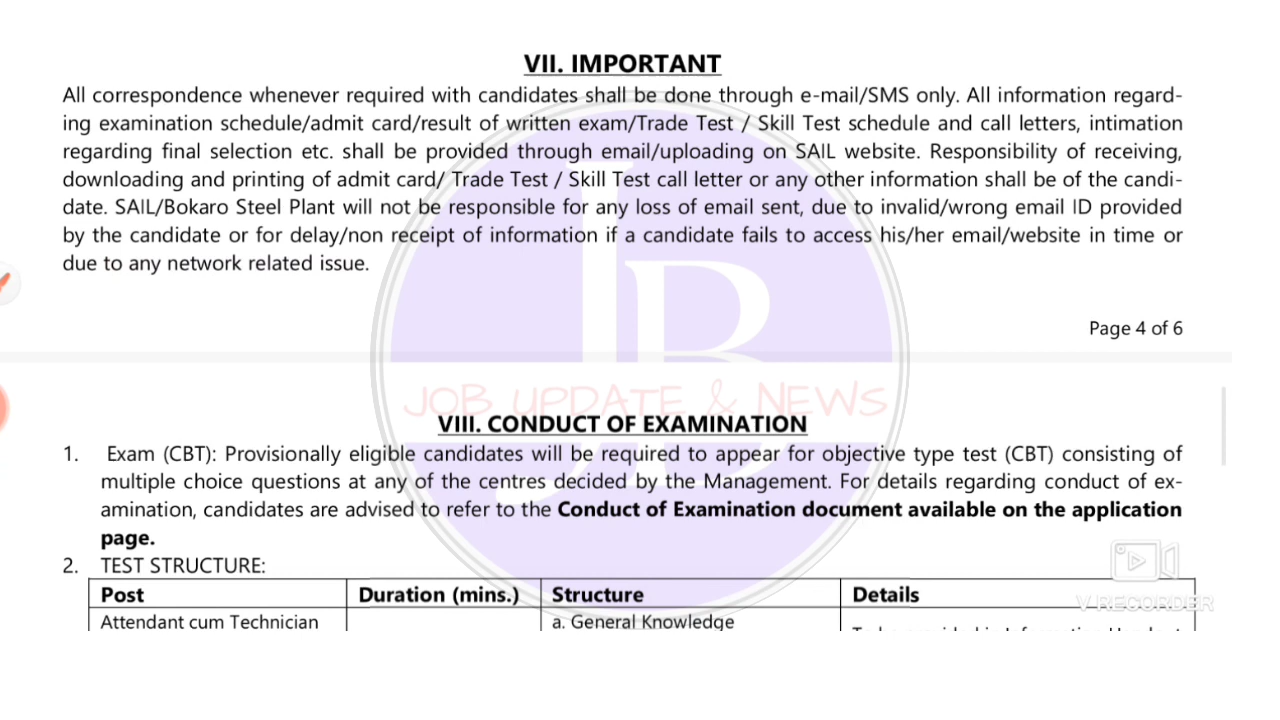 VII. IMPORTANT
All correspondence whenever required with candidates shall be done through e-mail/SMS only. All information regard-
ing examination schedule/admit card/result of written exam/Trade Test / Skill Test schedule and call letters, intimation
regarding final selection etc. shall be provided through email/uploading on SAIL website. Responsibility of receiving,
downloading and printing of admit card/ Trade Test / Skill Test call letter or any other information shall be of the candi-
date. SAIL/Bokaro Steel Plant will not be responsible for any loss of email sent, due to invalid/wrong email ID provided
by the candidate or for delay/non receipt of information if a candidate fails to access his/her email/website in time or
due to any network related issue.
Page 4 of 6
JOB UPDATE & NEWS
VIII. CONDUCT OF EXAMINATION
1. Exam (CBT): Provisionally eligible candidates will be required to appear for objective type test (CBT) consisting of
multiple choice questions at any of the centres decided by the Management. For details regarding conduct of ex-
amination, candidates are advised to refer to the Conduct of Examination document available on the application
page.
2. TEST STRUCTURE:
Post Duration (mins.) Structure Details
V RECORDER
Attendant cum Technician a. General Knowledge